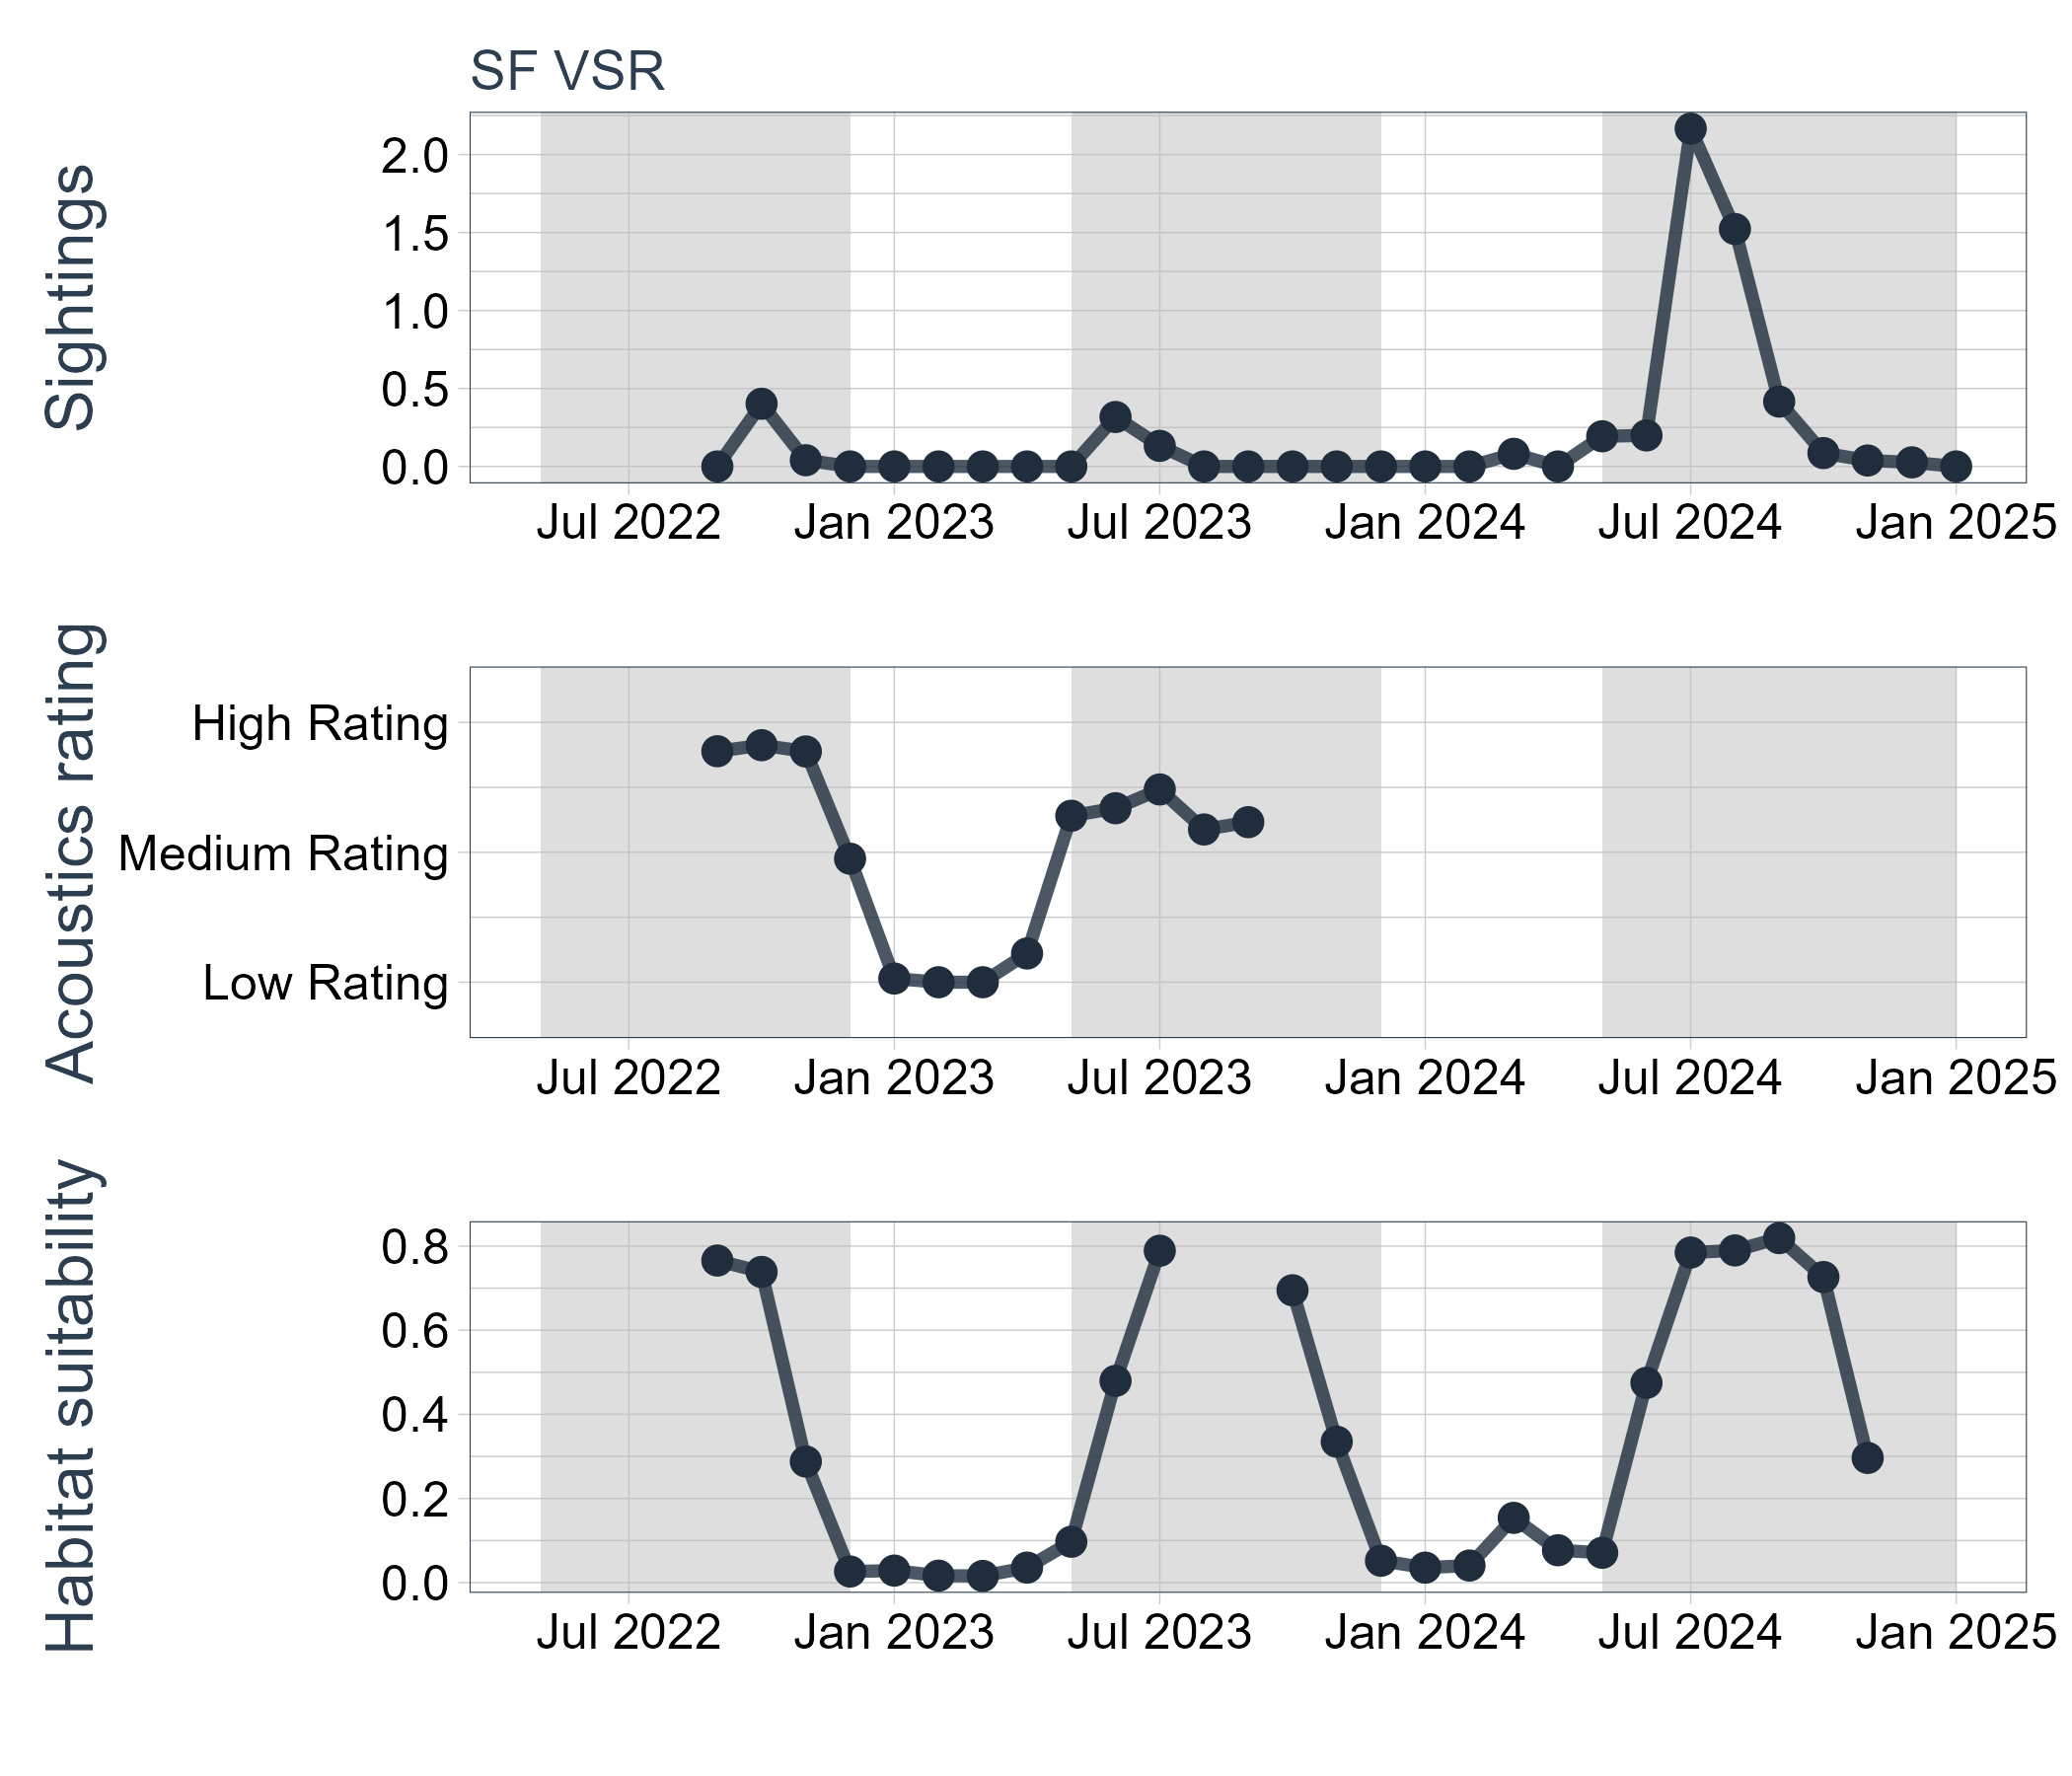 SF VSR
Sightings
2.0
1.5
1.0
0.5
0.0
Jul 2022 Jan 2023 Jul 2023 Jan 2024 Jul 2024 Jan 2025
Acoustics rating
High Rating
Medium Rating
Low Rating
Jul 2022 Jan 2023 Jul 2023 Jan 2024 Jul 2024 Jan 2025
Habitat suitability
0.8
0.6
0.4
0.2
0.0
Jul 2022 Jan 2023 Jul 2023 Jan 2024 Jul 2024 Jan 2025